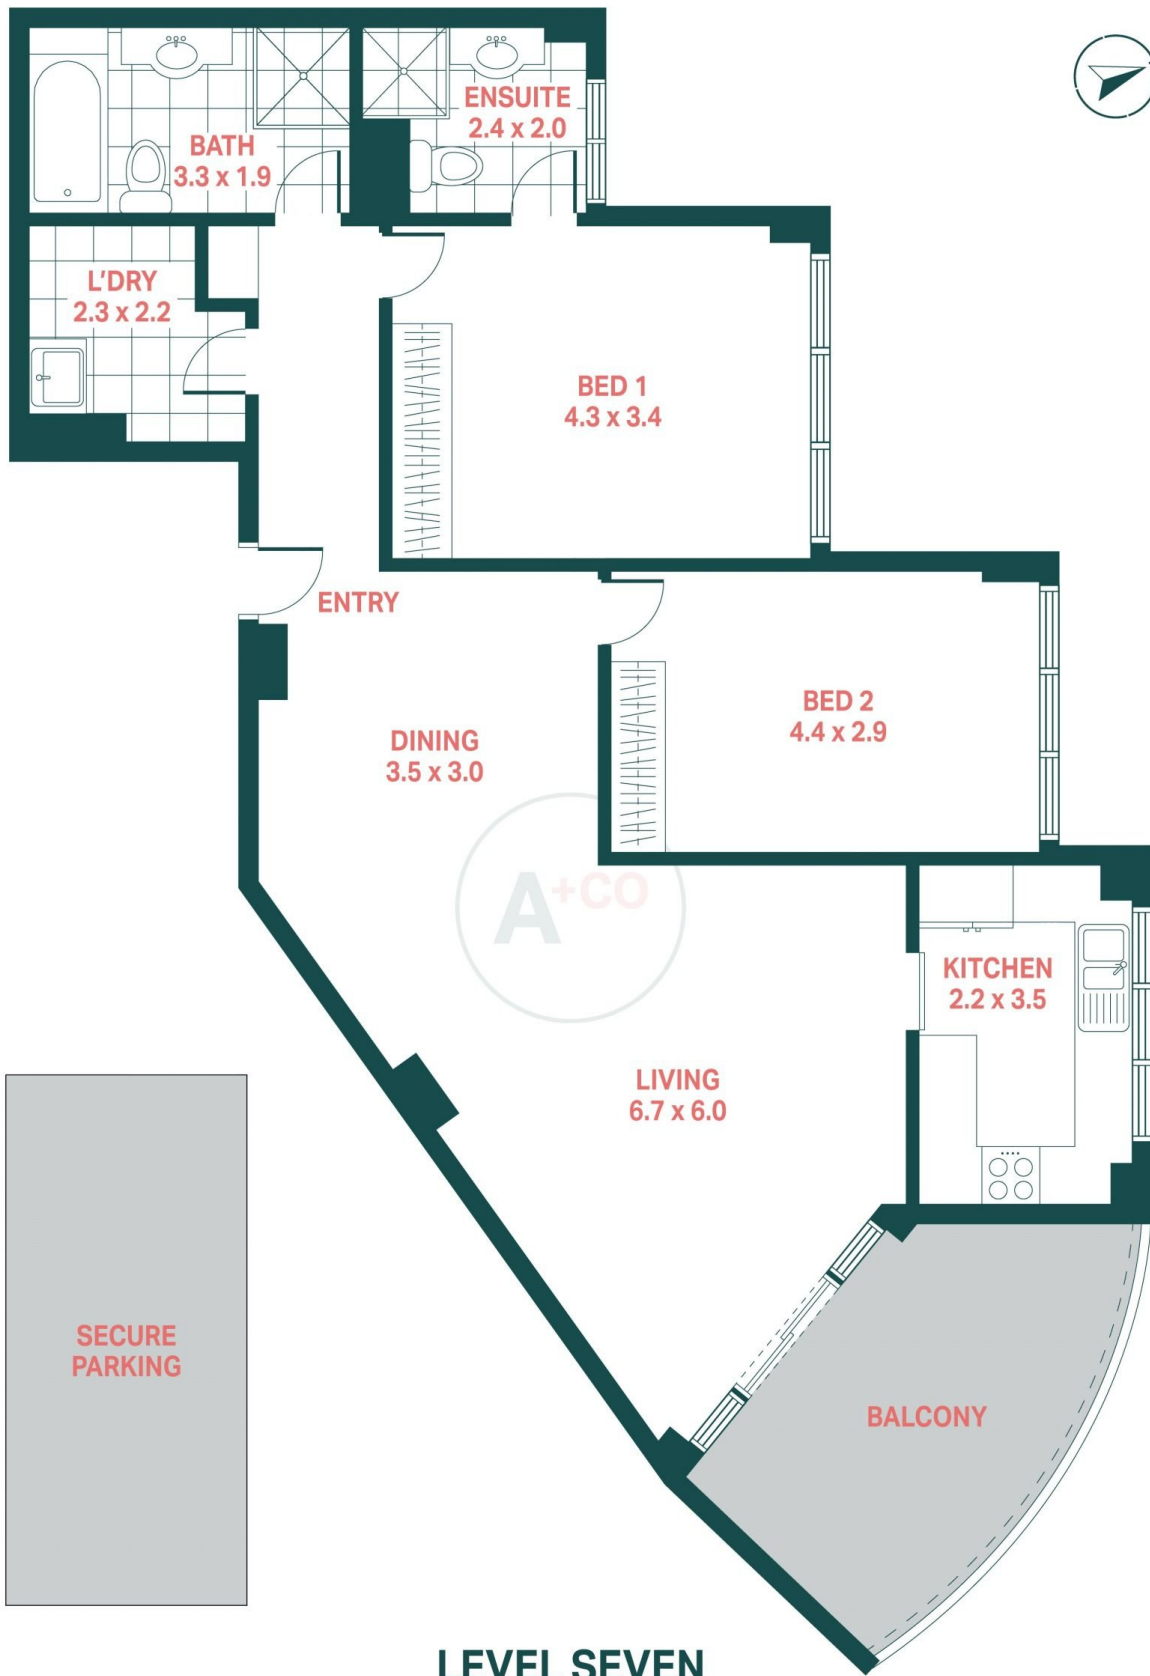 BATH
3.3 x 1.9
ENSUITE
2.4 x 2.0
L'DRY
2.3 x 2.2
BED 1
4.3 x 3.4
ENTRY
DINING
3.5 x 3.0
BED 2
4.4 x 2.9
A+CO
KITCHEN
2.2 x 3.5
LIVING
6.7 x 6.0
SECURE
PARKING
BALCONY
LEVEL SEVEN